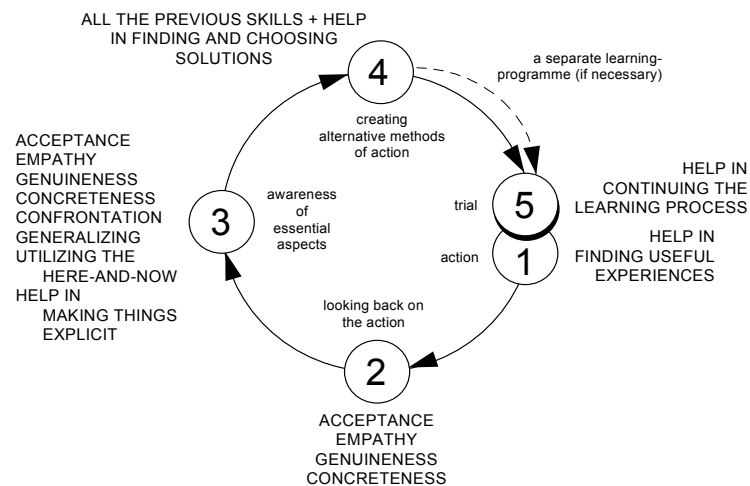 ALL THE PREVIOUS SKILLS + HELP
IN FINDING AND CHOOSING
SOLUTIONS
4
a separate learning-
programme (if necessary)
creating
alternative methods
of action
ACCEPTANCE
EMPATHY
GENUINENESS
CONCRETENESS
CONFRONTATION
GENERALIZING
UTILIZING THE
HERE-AND-NOW
HELP IN
MAKING THINGS
EXPLICIT
3
awareness
of
essential
aspects
trial
5
HELP IN
CONTINUING THE
LEARNING PROCESS
action
1
HELP IN
FINDING USEFUL
EXPERIENCES
looking back on
the action
2
ACCEPTANCE
EMPATHY
GENUINENESS
CONCRETENESS